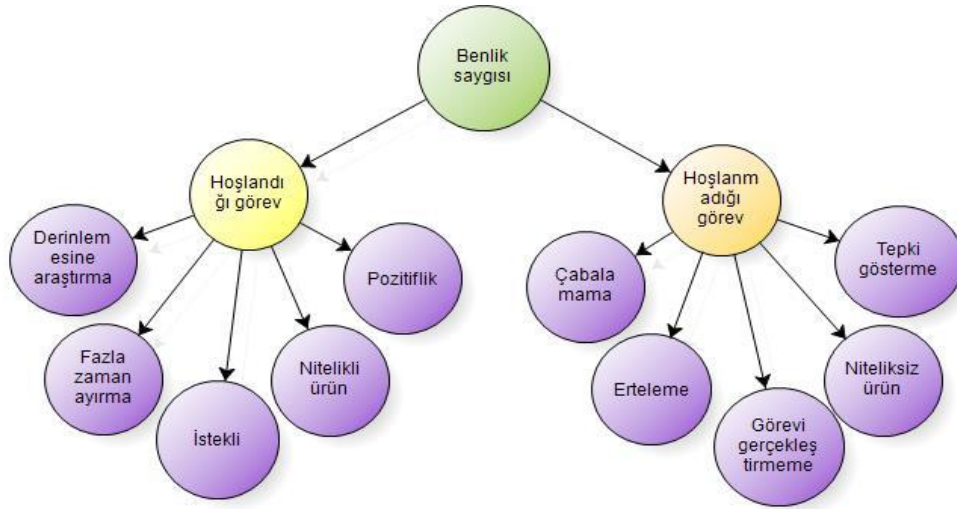 Benlik
saygısı
Hoşlandı
ğı görev
Hoşlanm
adığı
görev
Derinlem
esine
araştırma
Fazla
zaman
ayırma
İstekli
Nitelikli
ürün
Pozitiflik
Çabala
mama
Erteleme
Görevi
gerçekleş
tirmeme
Niteliksiz
ürün
Tepki
gösterme